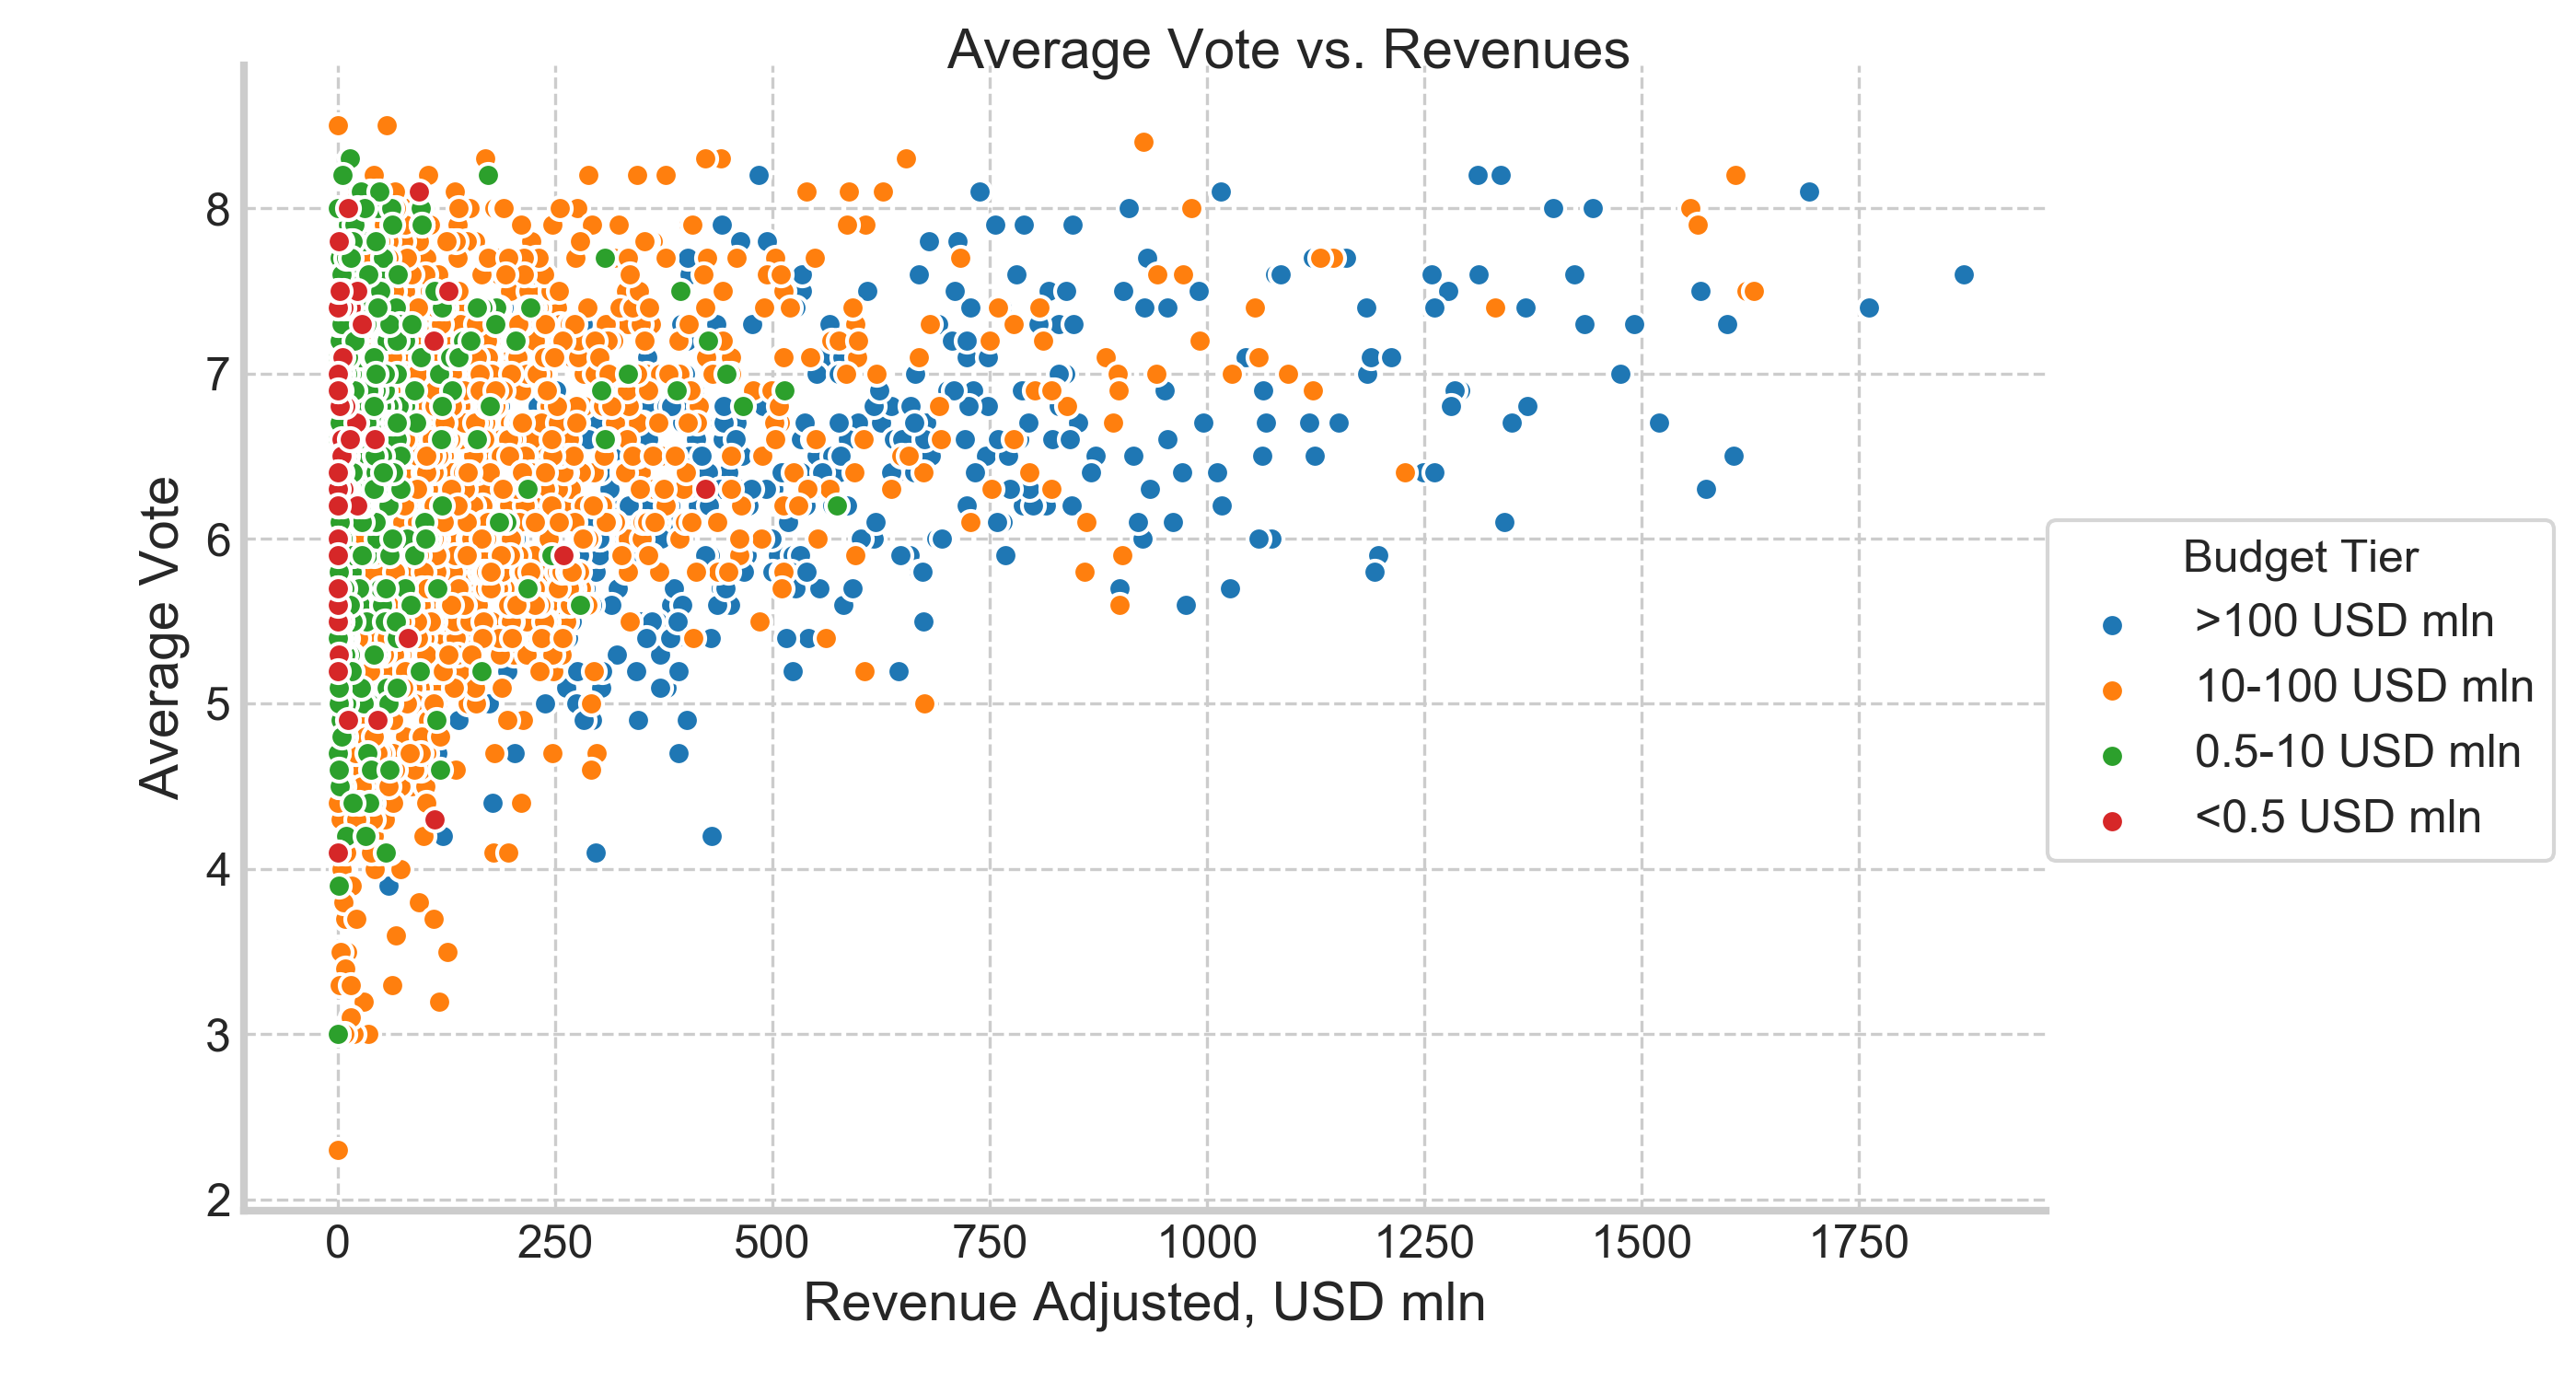 Average Vote vs. Revenues
Average Vote
8
7
6
5
4
3
2
0 250 500 750 1000 1250 1500 1750
Revenue Adjusted, USD mln
Budget Tier
>100 USD mln
10-100 USD mln
0.5-10 USD mln
<0.5 USD mln